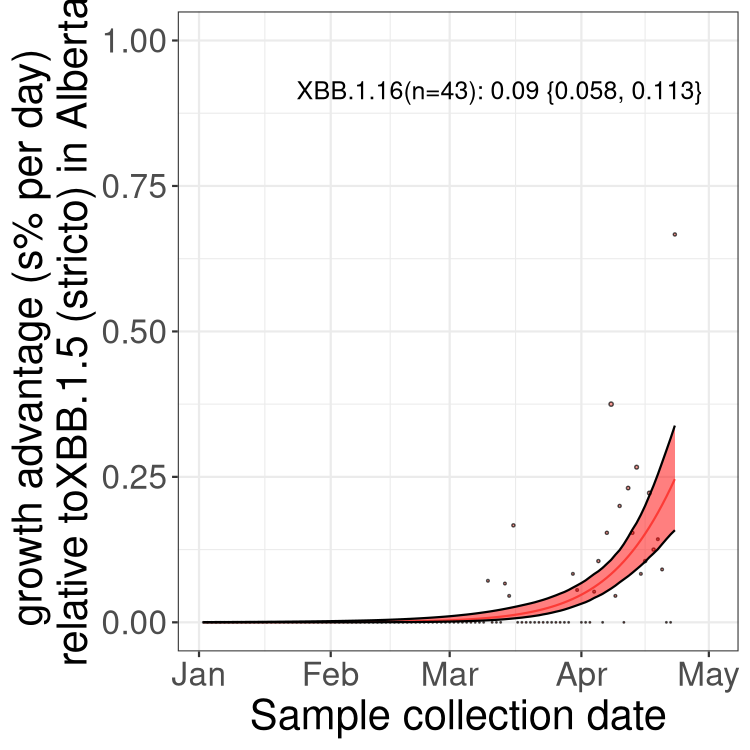 growth advantage (s% per day)
relative toXBB.1.5 (stricto) in Alberta
1.00
0.75
0.50
0.25
0.00
XBB.1.16(n=43): 0.09 {0.058, 0.113}
Jan Feb Mar Apr May
Sample collection date